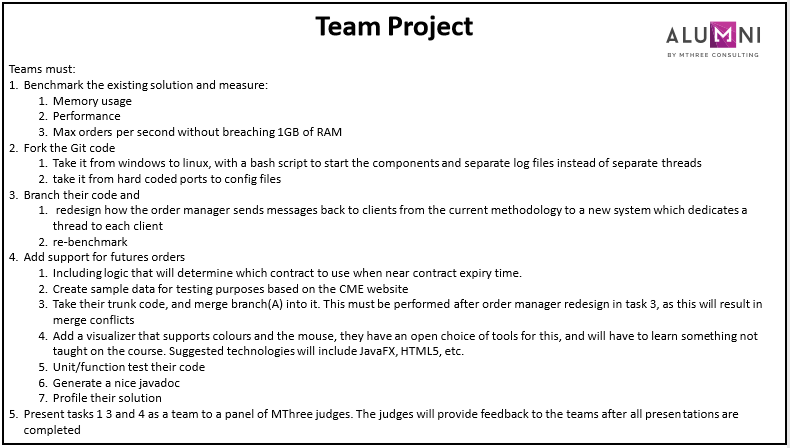 Team Project
ALUMNI
BY MTHREE CONSULTING
Teams must:
1. Benchmark the existing solution and measure:
1. Memory usage
2. Performance
3. Max orders per second without breaching 1GB of RAM
2. Fork the Git code
1. Take it from windows to linux, with a bash script to start the components and separate log files instead of separate threads
2. take it from hard coded ports to config files
3. Branch their code and
1. redesign how the order manager sends messages back to clients from the current methodology to a new system which dedicates a
thread to each client
2. re-benchmark
4. Add support for futures orders
1. Including logic that will determine which contract to use when near contract expiry time.
2. Create sample data for testing purposes based on the CME website
3. Take their trunk code, and merge branch(A) into it. This must be performed after order manager redesign in task 3, as this will result in
merge conflicts
4. Add a visualizer that supports colours and the mouse, they have an open choice of tools for this, and will have to learn something not
taught on the course. Suggested technologies will include JavaFX, HTML5, etc.
5. Unit/function test their code
6. Generate a nice javadoc
7. Profile their solution
5. Present tasks 1 3 and 4 as a team to a panel of MThree judges. The judges will provide feedback to the teams after all presentations are
completed